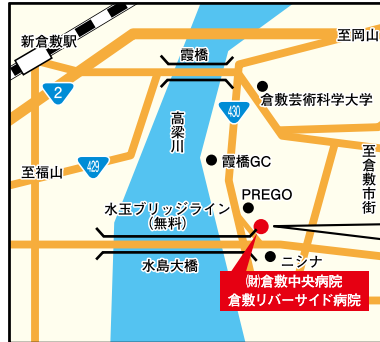 新倉敷駅
霞橋
至岡山
2
高梁川
430
倉敷芸術科学大学
429
至福山
霞橋GC
至倉敷市街
PREGO
水玉ブリッジライン
(無料)
水島大橋
ニシナ
㈶倉敷中央病院
倉敷リバーサイド病院